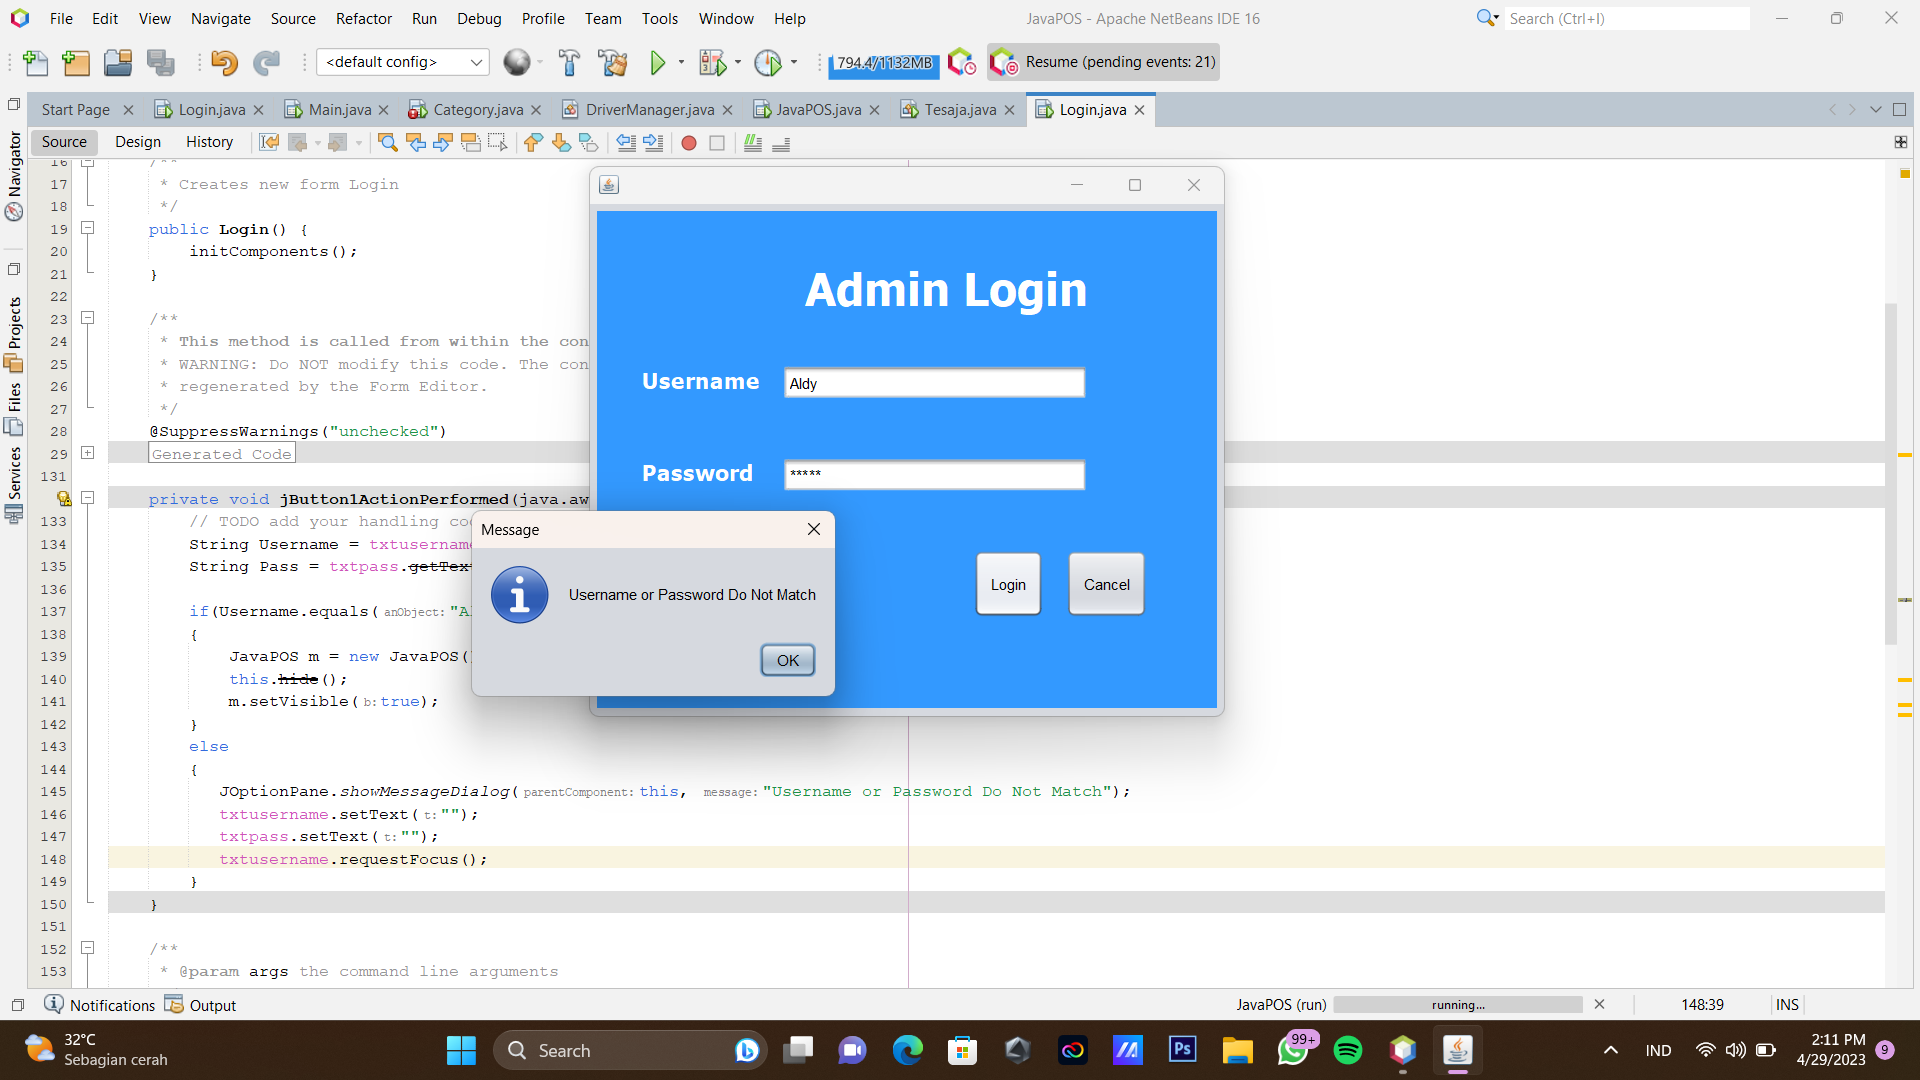 File Edit View Navigate Source Refactor Run Debug Profile Team Tools Window Help
JavaPOS - Apache NetBeans IDE 16
Search (Ctrl+I)
<default config>
794.4/1132MB
Resume (pending events: 21)
Start Page Login.java Main.java Category.java DriverManager.java JavaPOS.java Tesaja.java Login.java
Source Design History
Navigator
Projects
Files
Services
16 /**
17 * Creates new form Login
18 */
19 public Login() {
20 initComponents();
21 }
22
23 /**
24 * This method is called from within the con
25 * WARNING: Do NOT modify this code. The con
26 * regenerated by the Form Editor.
27 */
28 @SuppressWarnings("unchecked")
29 Generated Code
131
private void jButton1ActionPerformed(java.aw
133 // TODO add your handling co
134 String Username = txtusername
135 String Pass = txtpass.getText
136
137 if(Username.equals( anObject: "Al
138 {
139 JavaPOS m = new JavaPOS()
140 this.hide();
141 m.setVisible( b: true);
142 }
143 else
144 {
145 JOptionPane.showMessageDialog( parentComponent: this, message: "Username or Password Do Not Match");
146 txtusername.setText( t: "");
147 txtpass.setText( t: "");
148 txtusername.requestFocus();
149 }
150 }
151
152 /**
153 * @param args the command line arguments
Admin Login
Username Aldy
Password *****
Login Cancel
Message
Username or Password Do Not Match
OK
Notifications Output
JavaPOS (run) running... 148:39 INS
32°C
Sebagian cerah
Search
Ps
99+
IND
2:11 PM
4/29/2023
9